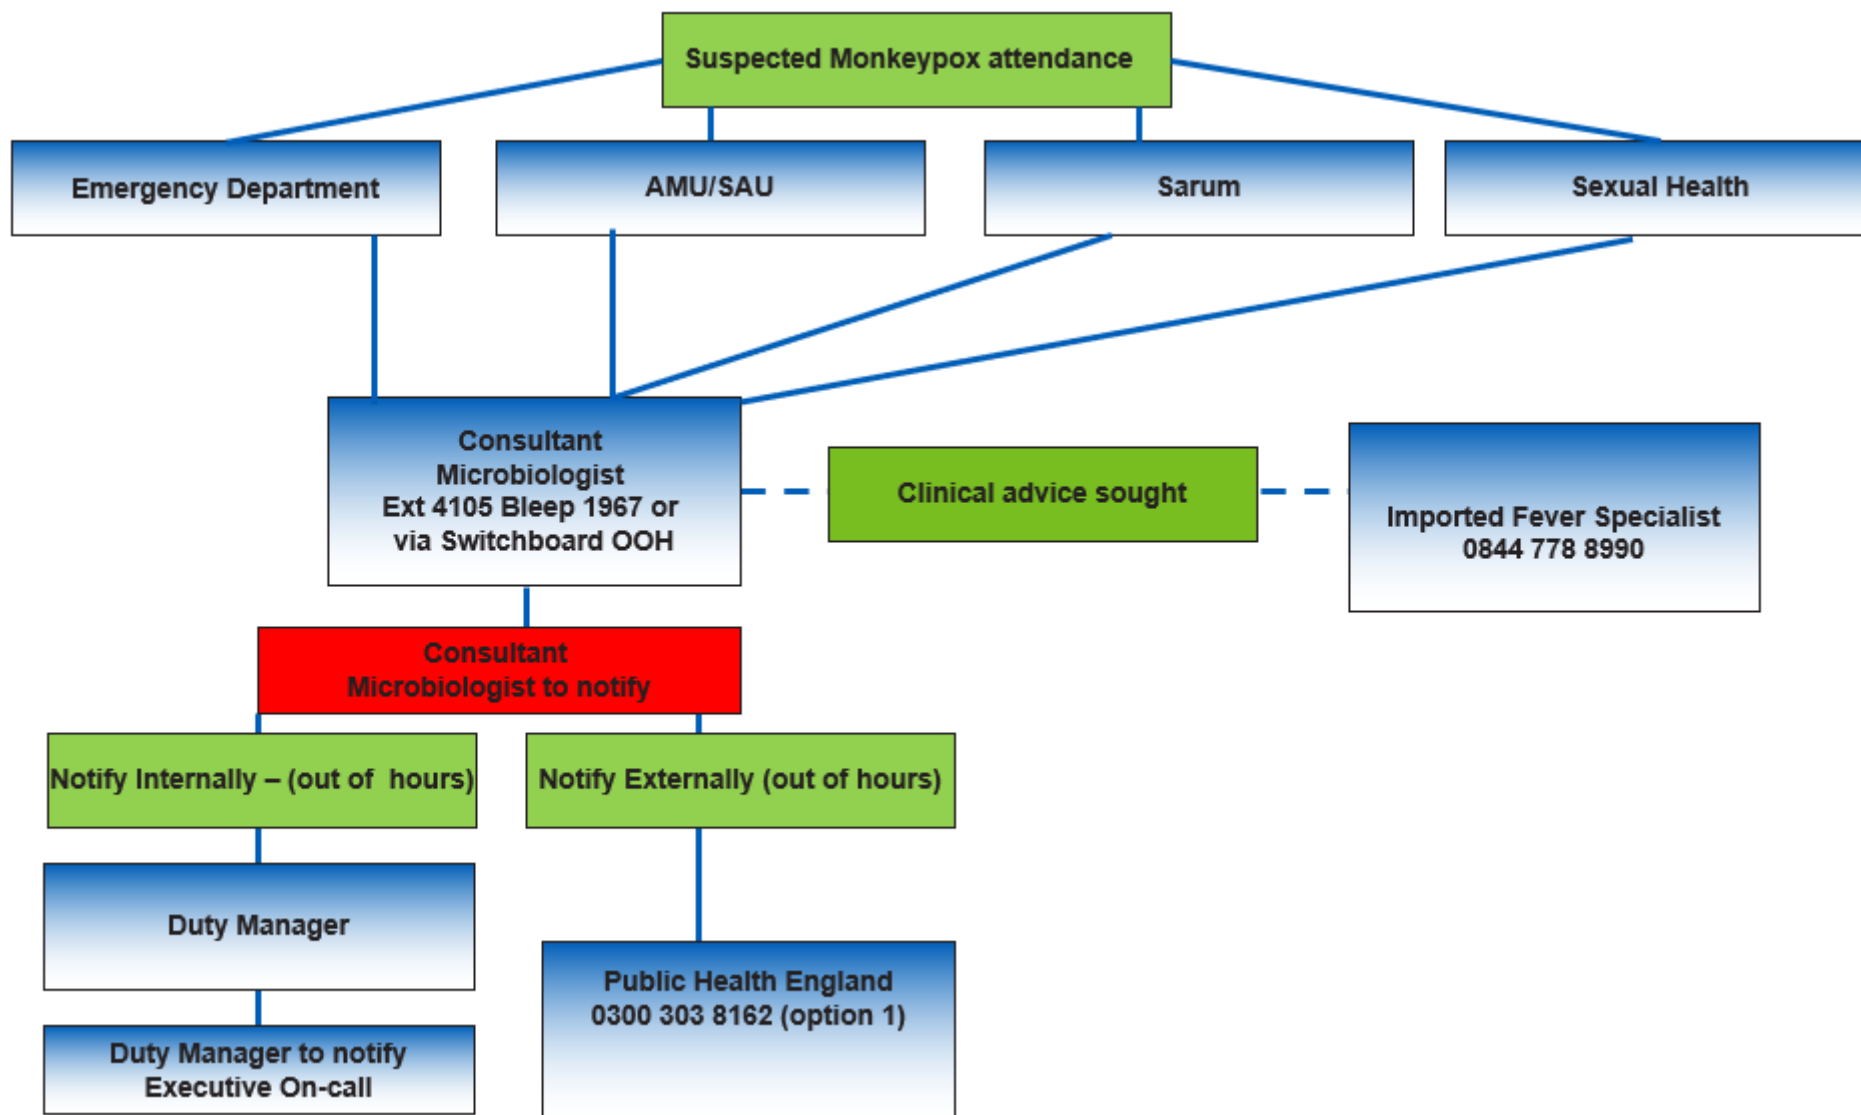 Suspected Monkeypox attendance
Emergency Department
AMU/SAU
Sarum
Sexual Health
Consultant
Microbiologist
Ext 4105 Bleep 1967 or
via Switchboard OOH
Clinical advice sought
Imported Fever Specialist
0844 778 8990
Consultant
Microbiologist to notify
Notify Internally – (out of hours)
Notify Externally (out of hours)
Duty Manager
Public Health England
0300 303 8162 (option 1)
Duty Manager to notify
Executive On-call